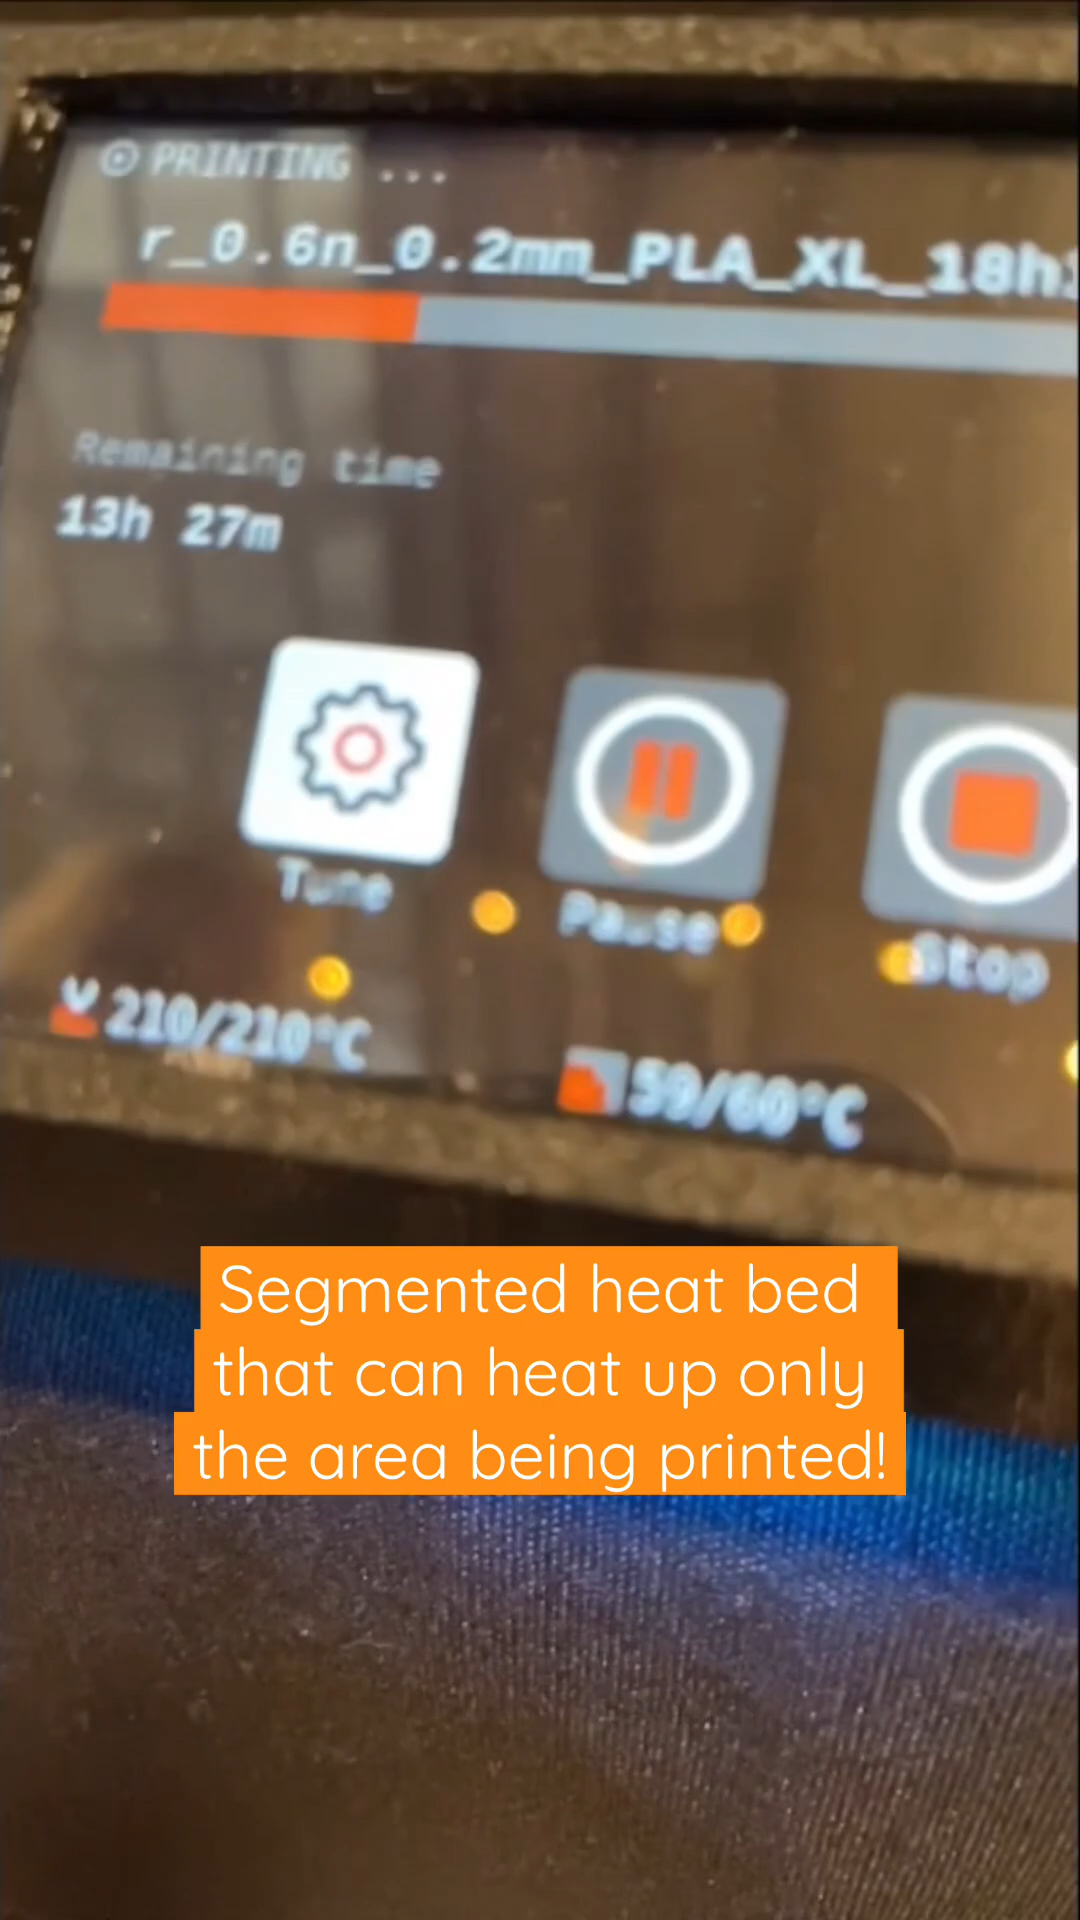 PRINTING ...
r_0.6n_0.2mm_PLA_XL_18h
Remaining time
13h 27m
Tune
Pause
Stop
210/210°C
59/60°C
Segmented heat bed
that can heat up only
the area being printed!